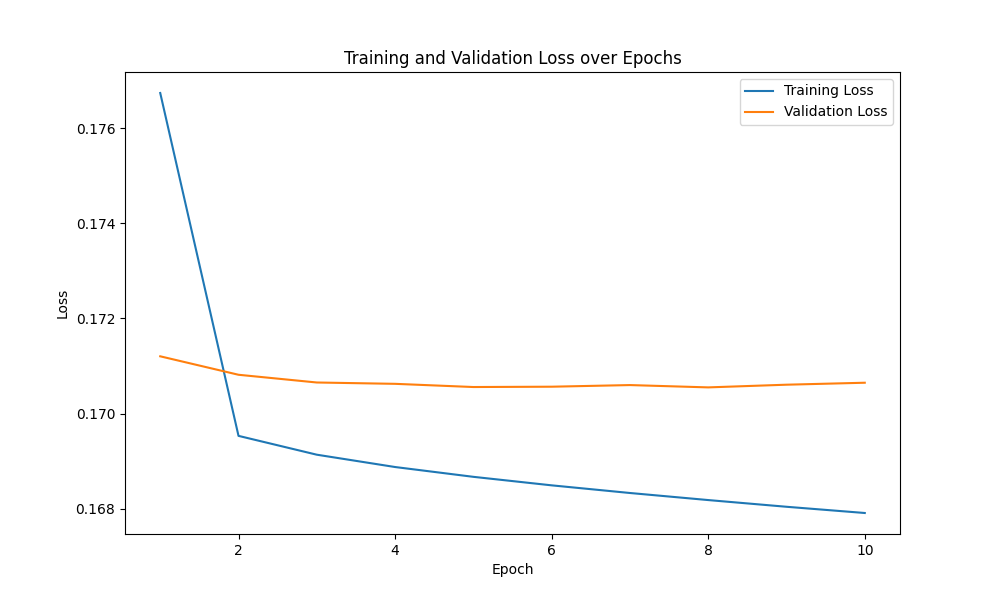 Training and Validation Loss over Epochs
Training Loss
Validation Loss
0.176
0.174
0.172
0.170
0.168
Loss
2 4 6 8 10
Epoch